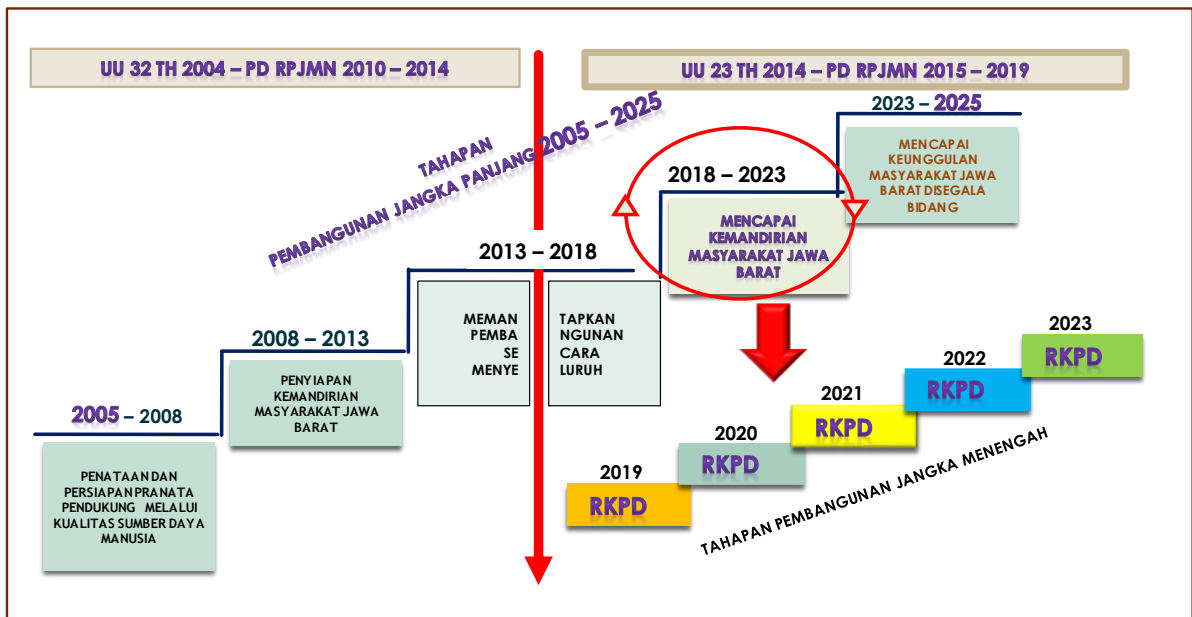 UU 32 TH 2004 – PD RPJMN 2010 – 2014
UU 23 TH 2014 – PD RPJMN 2015 – 2019
TAHAPAN
PEMBANGUNAN JANGKA PANJANG 2005 – 2025
2005 – 2008
PENATAAN DAN
PERSIAPAN PRANATA
PENDUKUNG MELALUI
KUALITAS SUMBER DAYA
MANUSIA
2008 – 2013
PENYIAPAN
KEMANDIRIAN
MASYARAKAT JAWA
BARAT
2013 – 2018
MEMAN TAPKAN
PEMBA NGUNAN
SE CARA
MENYE LURUH
2018 – 2023
MENCAPAI
KEMANDIRIAN
MASYARAKAT JAWA
BARAT
2023 – 2025
MENCAPAI
KEUNGGULAN
MASYARAKAT JAWA
BARAT DISEGALA
BIDANG
2019
RKPD
2020
RKPD
2021
RKPD
2022
RKPD
2023
RKPD
TAHAPAN PEMBANGUNAN JANGKA MENENGAH